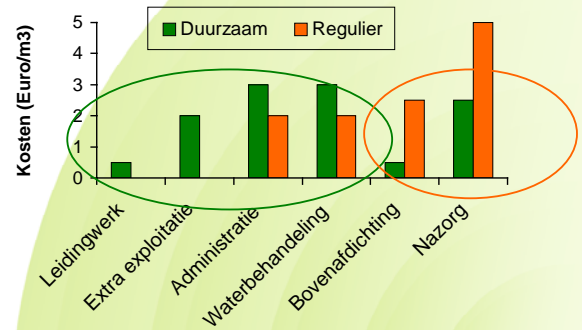 Duurzaam Regulier
Kosten (Euro/m3)
5
4
3
2
1
0
Leidingwerk
Extra exploitatie
Administratie
Waterbehandeling
Bovenafdichting
Nazorg